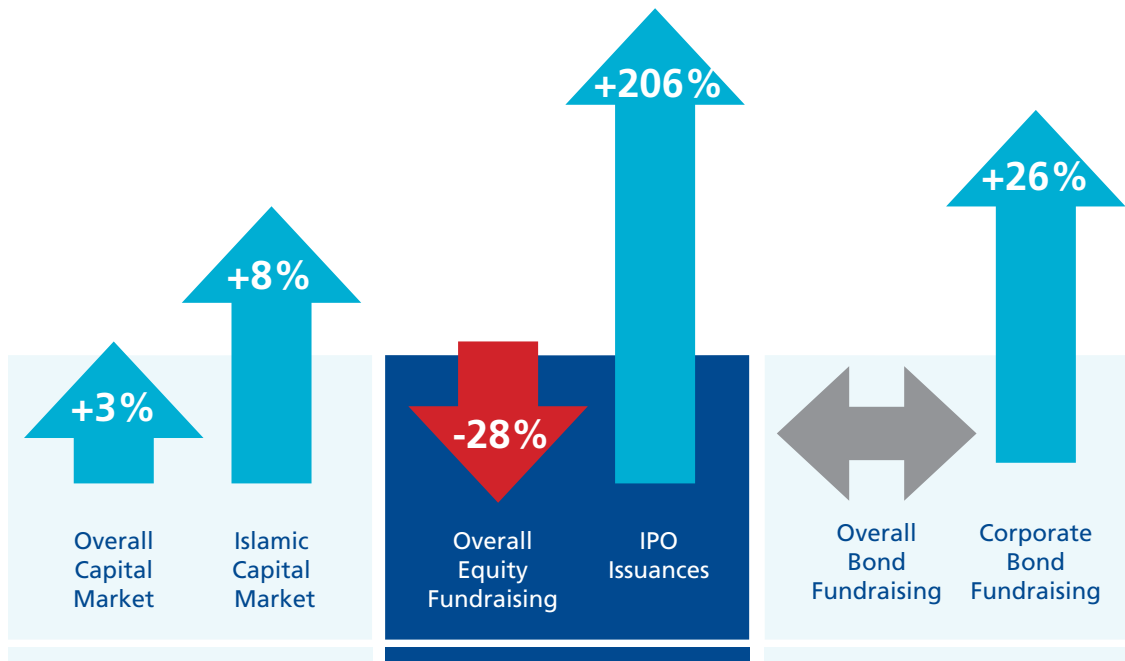 +206%
+26%
+8%
+3%
-28%
Overall
Capital
Market
Islamic
Capital
Market
Overall
Equity
Fundraising
IPO
Issuances
Overall
Bond
Fundraising
Corporate
Bond
Fundraising